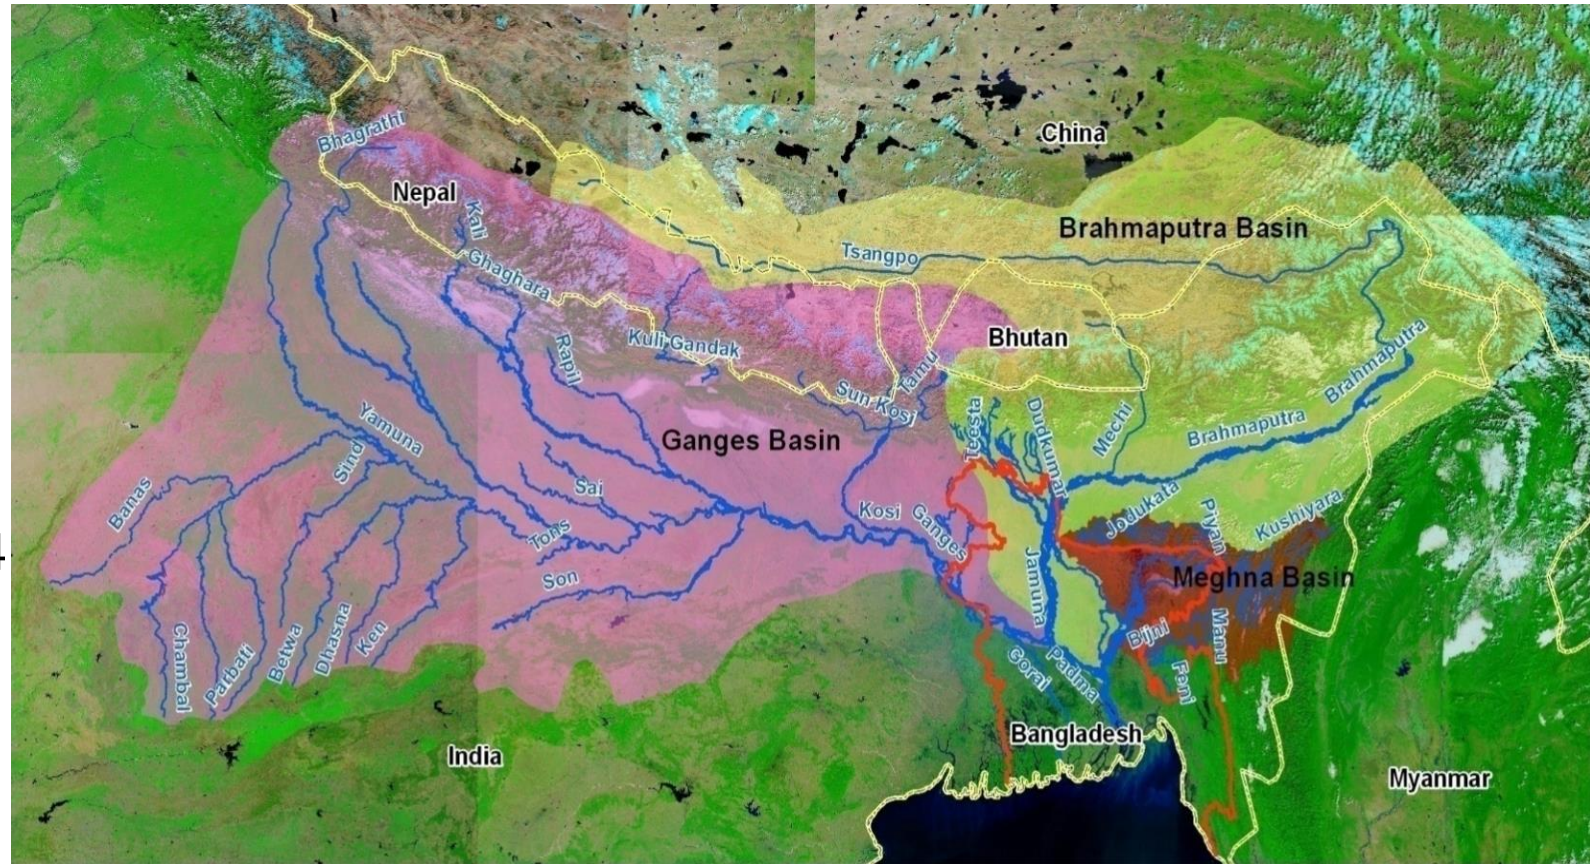 China
Bhagrathi
Nepal
Kali
Brahmaputra Basin
Tsangpo
Ghaghara
Bhutan
Kuli Gandak
Rapil
Tamu
Sun Kosi
Brahmaputra
Teesta
Dudkumar
Mechi
Brahmaputra
Yamuna
Ganges Basin
Sind
Banas
Sai
Kosi
Ganges
Jadukata
Piyan
Kushiyara
Tons
Son
Jamuna
Meghna Basin
Chambal
Parbati
Betwa
Dhasna
Ken
Bijni
Manu
Goral
Padma
Feni
Bangladesh
India
Myanmar